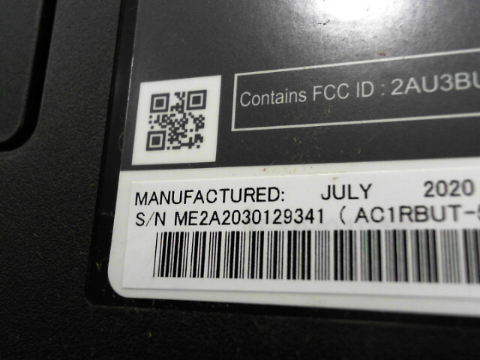 Contains FCC ID : 2AU3BU
MANUFACTURED: JULY 2020
S/N ME2A2030129341 ( AC1RBUT-